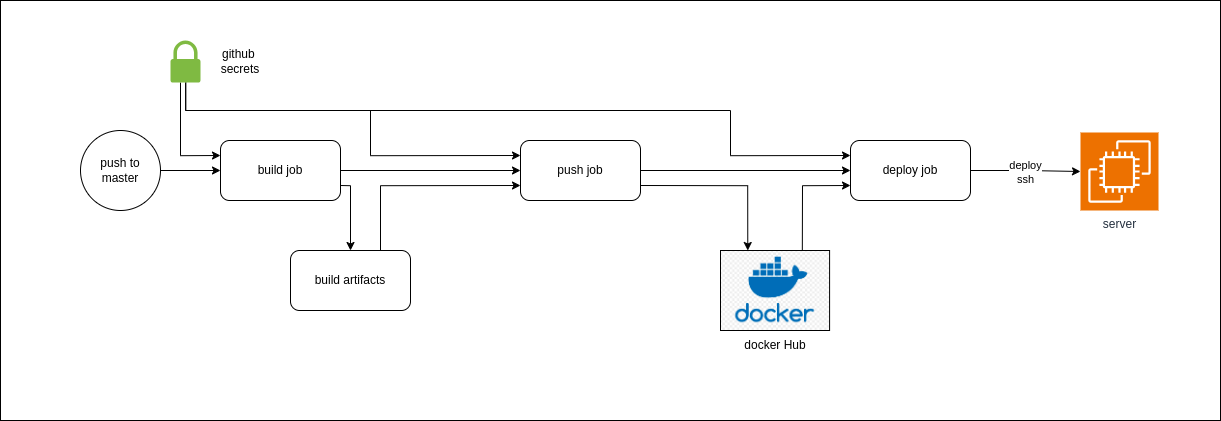 github
secrets
push to
master
build job
push job
deploy job
deploy
ssh
server
build artifacts
docker
docker Hub